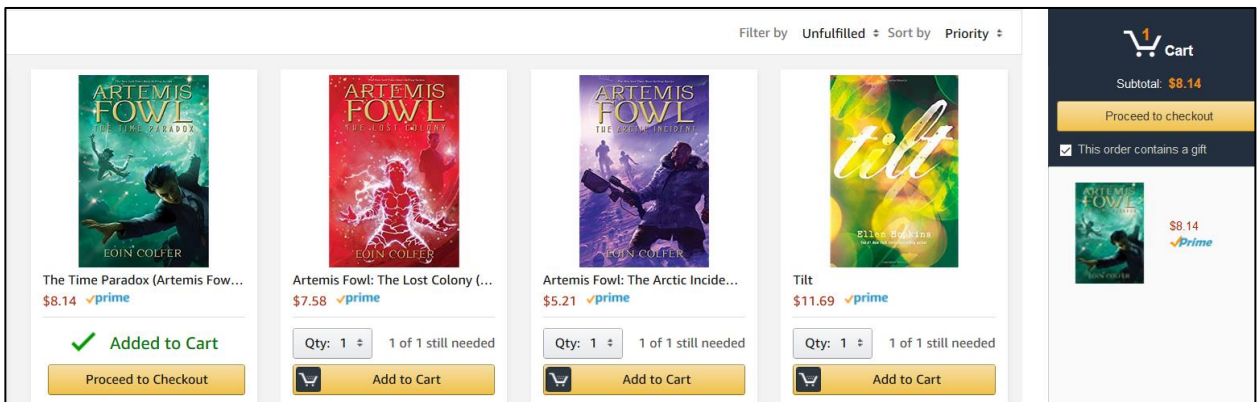 Filter by Unfulfilled Sort by Priority
1
Cart
Subtotal: $8.14
Proceed to checkout
This order contains a gift
ARTEMIS
FOWL
THE TIME PARADOX
EOIN COLFER
ARTEMIS
FOWL
THE LOST COLONY
EOIN COLFER
ARTEMIS
FOWL
THE ARCTIC INCIDENT
EOIN COLFER
tilt
Ellen Hopkins
ARTEMIS
FOWL
EOIN COLFER
$8.14
Prime
The Time Paradox (Artemis Fow...
$8.14 prime
Added to Cart
Proceed to Checkout
Artemis Fowl: The Lost Colony (...
$7.58 prime
Qty: 1 1 of 1 still needed
Add to Cart
Artemis Fowl: The Arctic Incide...
$5.21 prime
Qty: 1 1 of 1 still needed
Add to Cart
Tilt
$11.69 prime
Qty: 1 1 of 1 still needed
Add to Cart